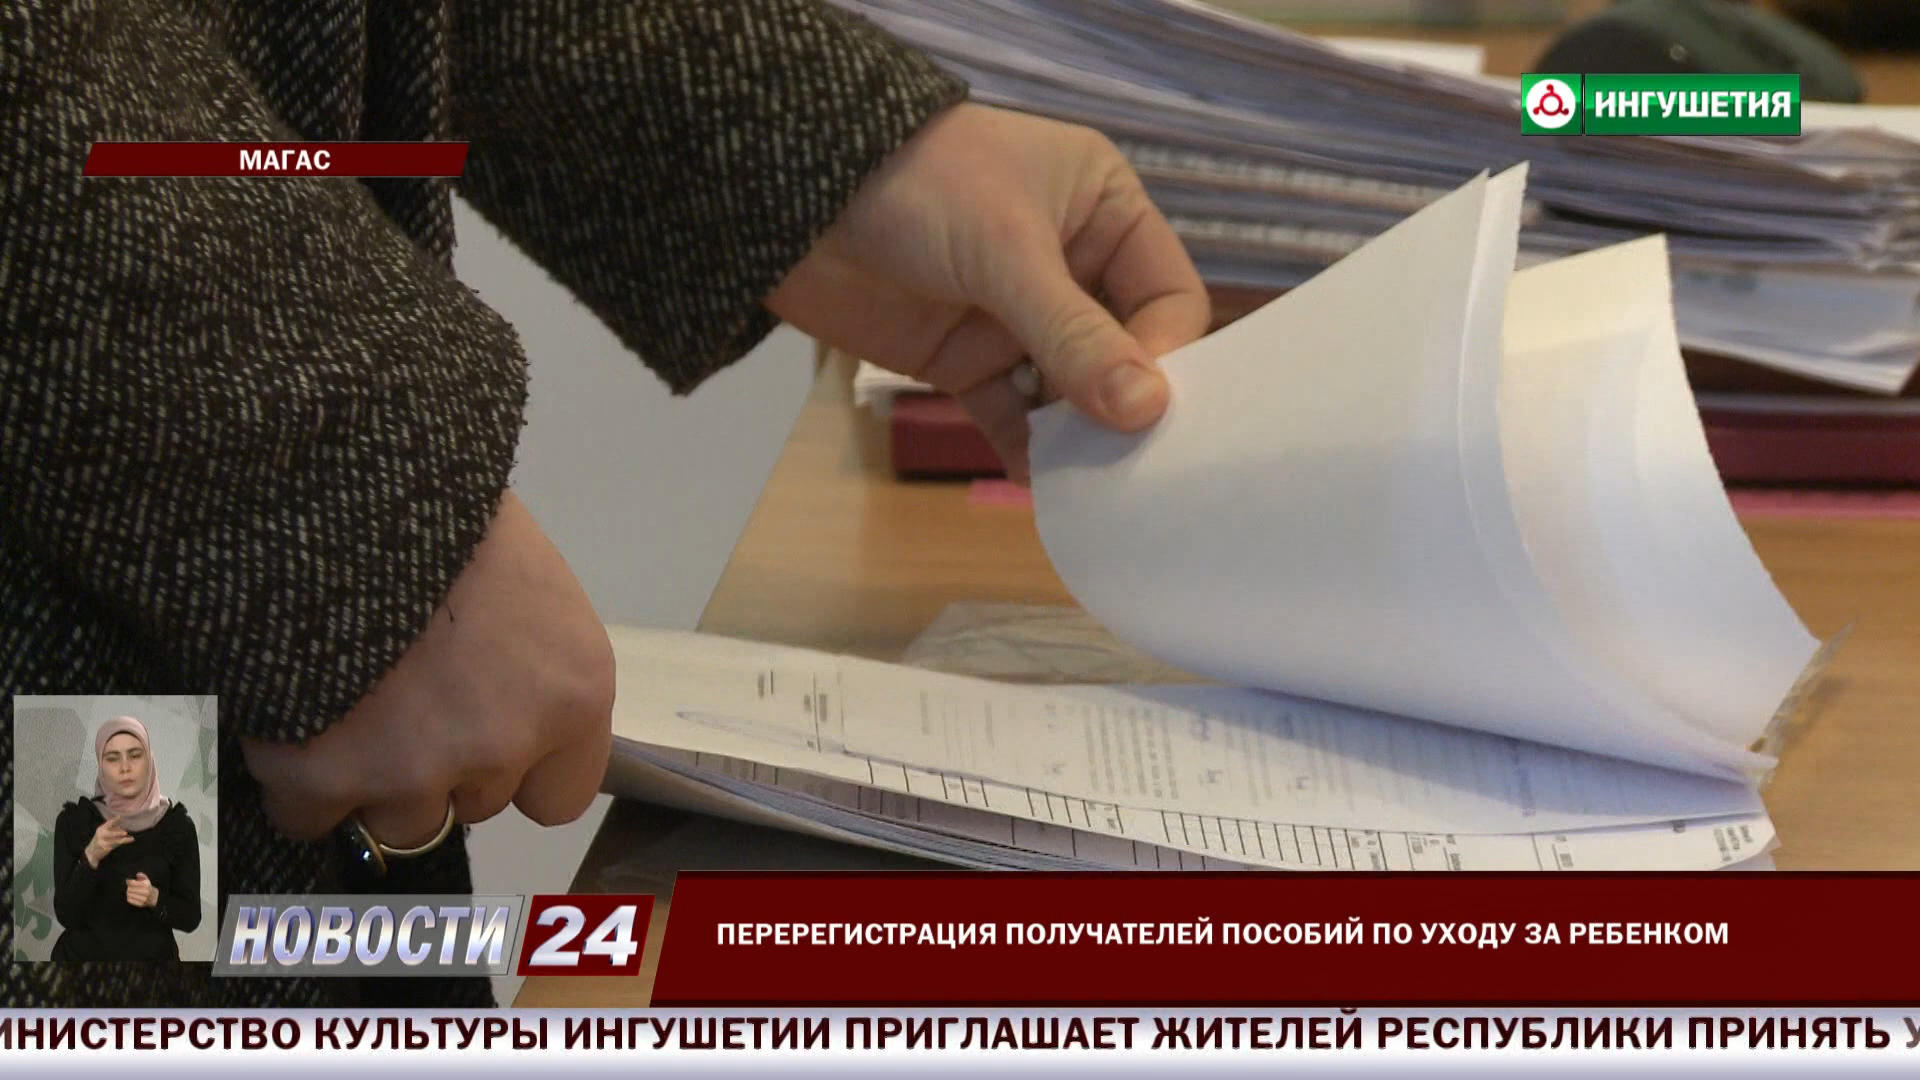 ИНГУШЕТИЯ
МАГАС
НОВОСТИ 24
ПЕРЕРЕГИСТРАЦИЯ ПОЛУЧАТЕЛЕЙ ПОСОБИЙ ПО УХОДУ ЗА РЕБЕНКОМ
ИНИСТЕРСТВО КУЛЬТУРЫ ИНГУШЕТИИ ПРИГЛАШАЕТ ЖИТЕЛЕЙ РЕСПУБЛИКИ ПРИНЯТЬ У